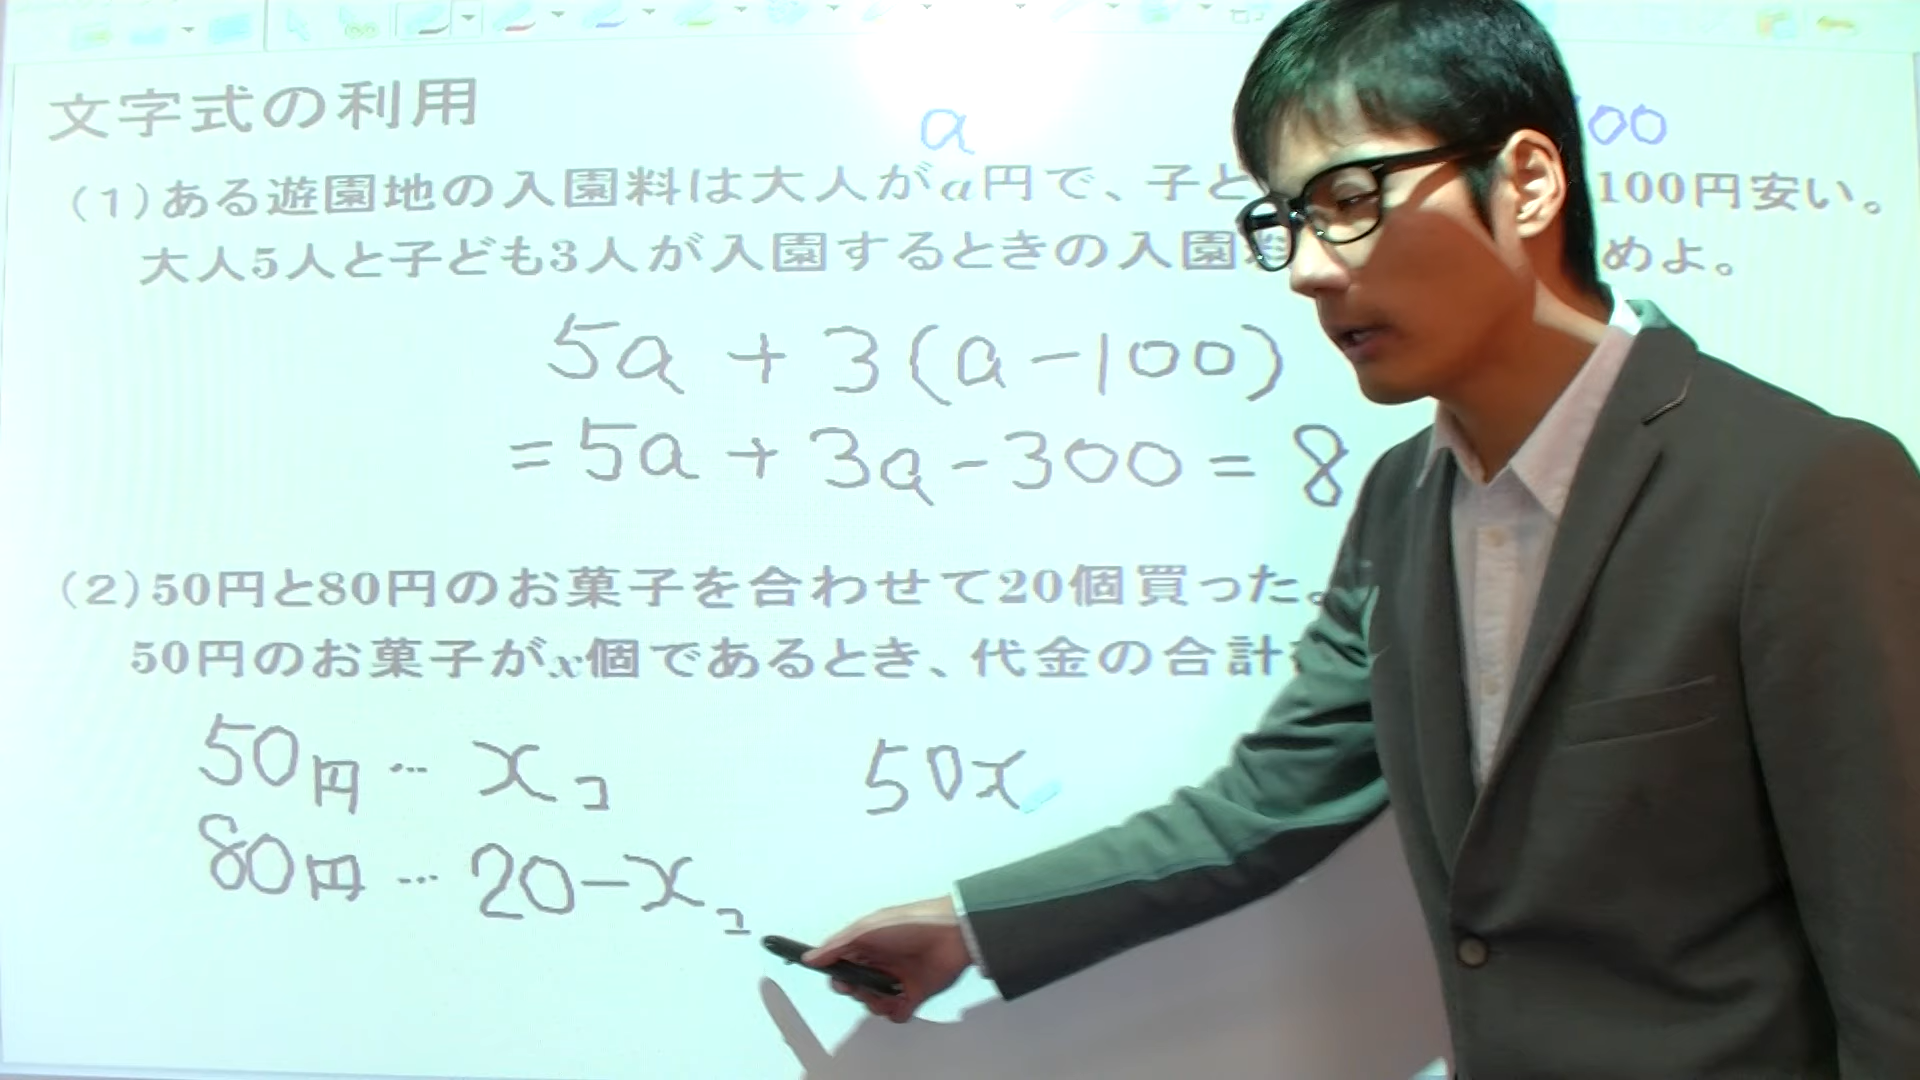 文字式の利用
a 00
(1)ある遊園地の入園料は大人がa円で、子と 100円安い。
大人5人と子ども3人が入園するときの入園 めよ。
5a + 3(a-100)
= 5a + 3a - 300 = 8
(2)50円と80円のお菓子を合わせて20個買った。
50円のお菓子がx個であるとき、代金の合計
50円 … x コ 50x
80円 … 20-x コ